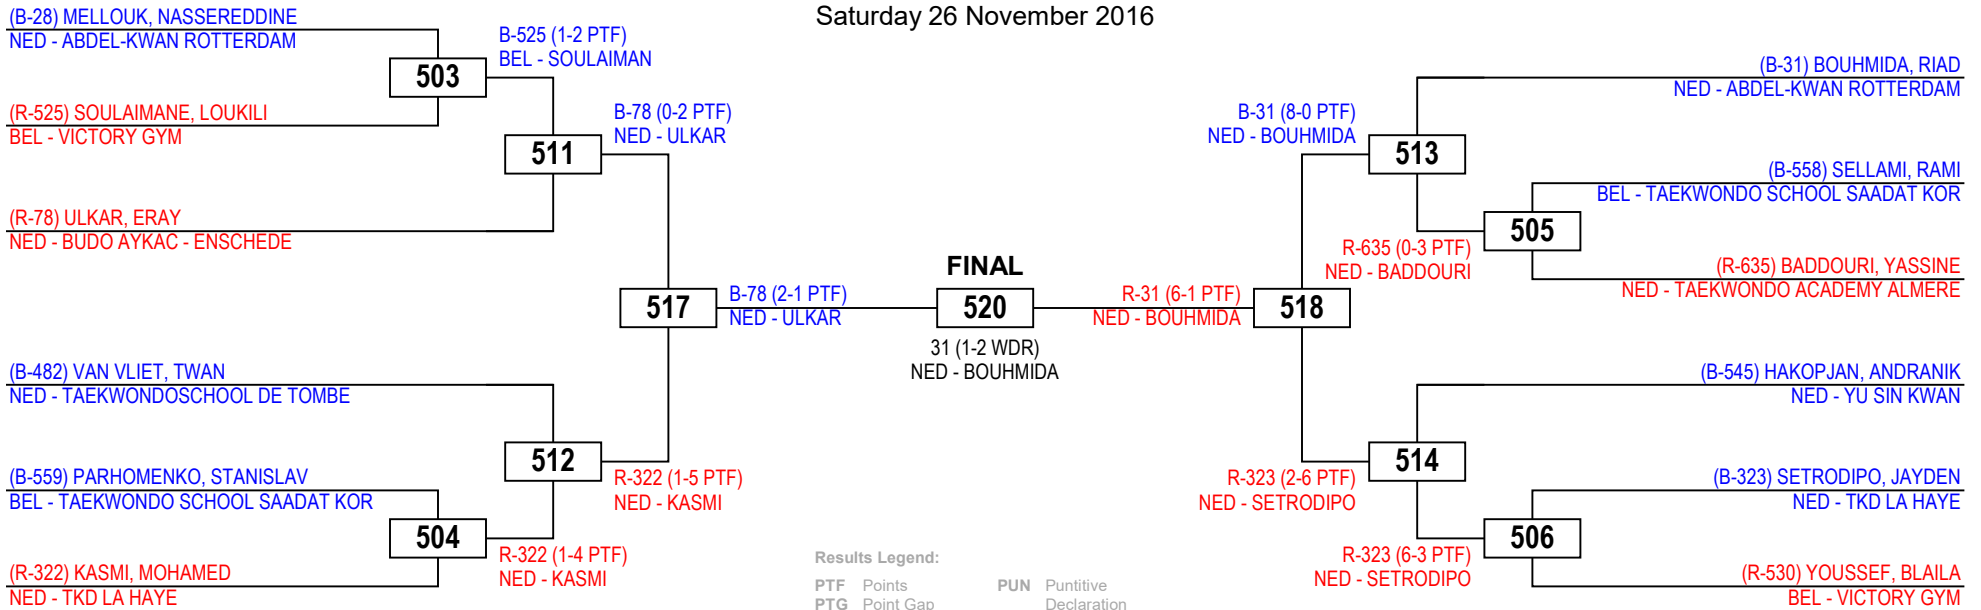 Saturday 26 November 2016
(B-28) MELLOUK, NASSEREDDINE
NED - ABDEL-KWAN ROTTERDAM
503
(R-525) SOULAIMANE, LOUKILI
BEL - VICTORY GYM
B-525 (1-2 PTF)
BEL - SOULAIMAN
511
(R-78) ULKAR, ERAY
NED - BUDO AYKAC - ENSCHEDE
B-78 (0-2 PTF)
NED - ULKAR
517
(B-482) VAN VLIET, TWAN
NED - TAEKWONDOSCHOOL DE TOMBE
512
(B-559) PARHOMENKO, STANISLAV
BEL - TAEKWONDO SCHOOL SAADAT KOR
504
(R-322) KASMI, MOHAMED
NED - TKD LA HAYE
R-322 (1-4 PTF)
NED - KASMI
R-322 (1-5 PTF)
NED - KASMI
B-78 (2-1 PTF)
NED - ULKAR
FINAL
520
31 (1-2 WDR)
NED - BOUHMIDA
R-31 (6-1 PTF)
NED - BOUHMIDA
518
B-31 (8-0 PTF)
NED - BOUHMIDA
513
(B-31) BOUHMIDA, RIAD
NED - ABDEL-KWAN ROTTERDAM
(B-558) SELLAMI, RAMI
BEL - TAEKWONDO SCHOOL SAADAT KOR
505
R-635 (0-3 PTF)
NED - BADDOURI
(R-635) BADDOURI, YASSINE
NED - TAEKWONDO ACADEMY ALMERE
(B-545) HAKOPJAN, ANDRANIK
NED - YU SIN KWAN
514
R-323 (2-6 PTF)
NED - SETRODIPO
(B-323) SETRODIPO, JAYDEN
NED - TKD LA HAYE
506
R-323 (6-3 PTF)
NED - SETRODIPO
(R-530) YOUSSEF, BLAILA
BEL - VICTORY GYM
Results Legend:
PTF Points PUN Puntitive
PTG Point Gap Declaration